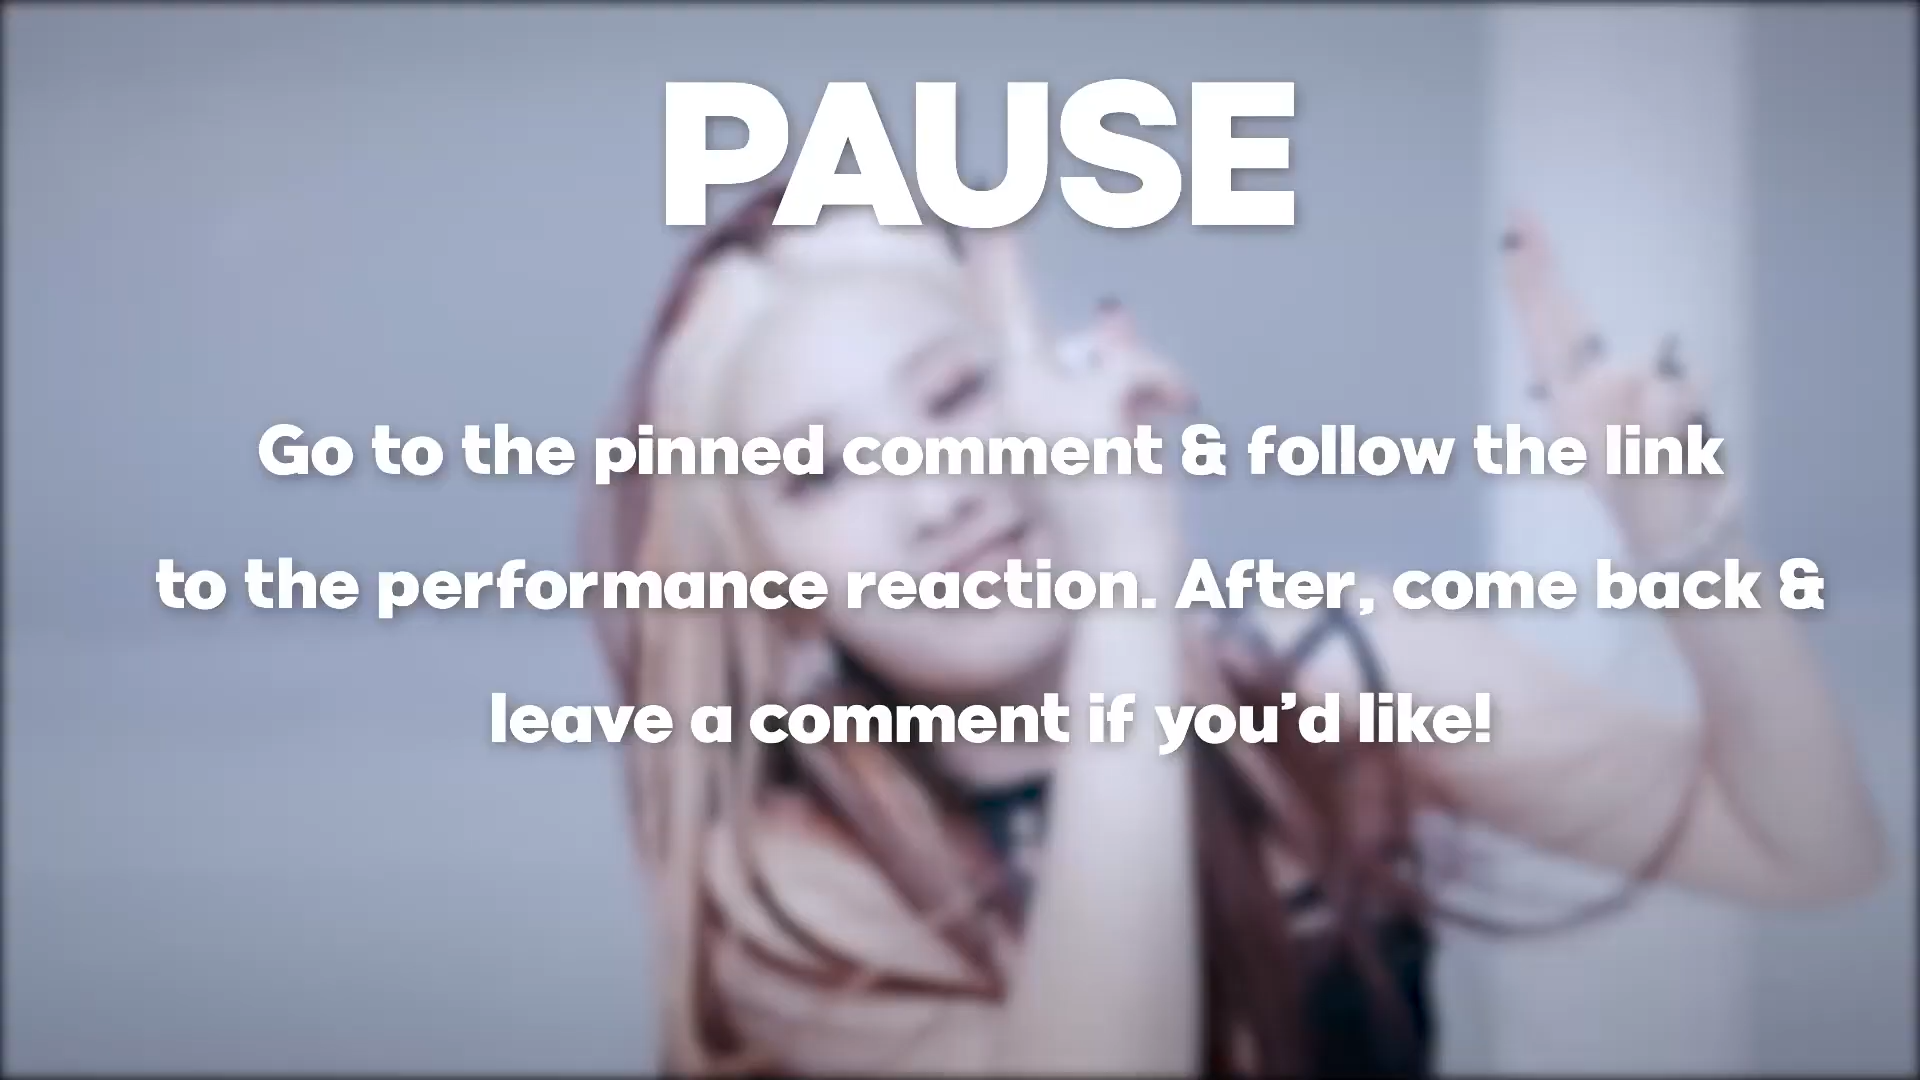 PAUSE
Go to the pinned comment & follow the link
to the performance reaction. After, come back &
leave a comment if you’d like!